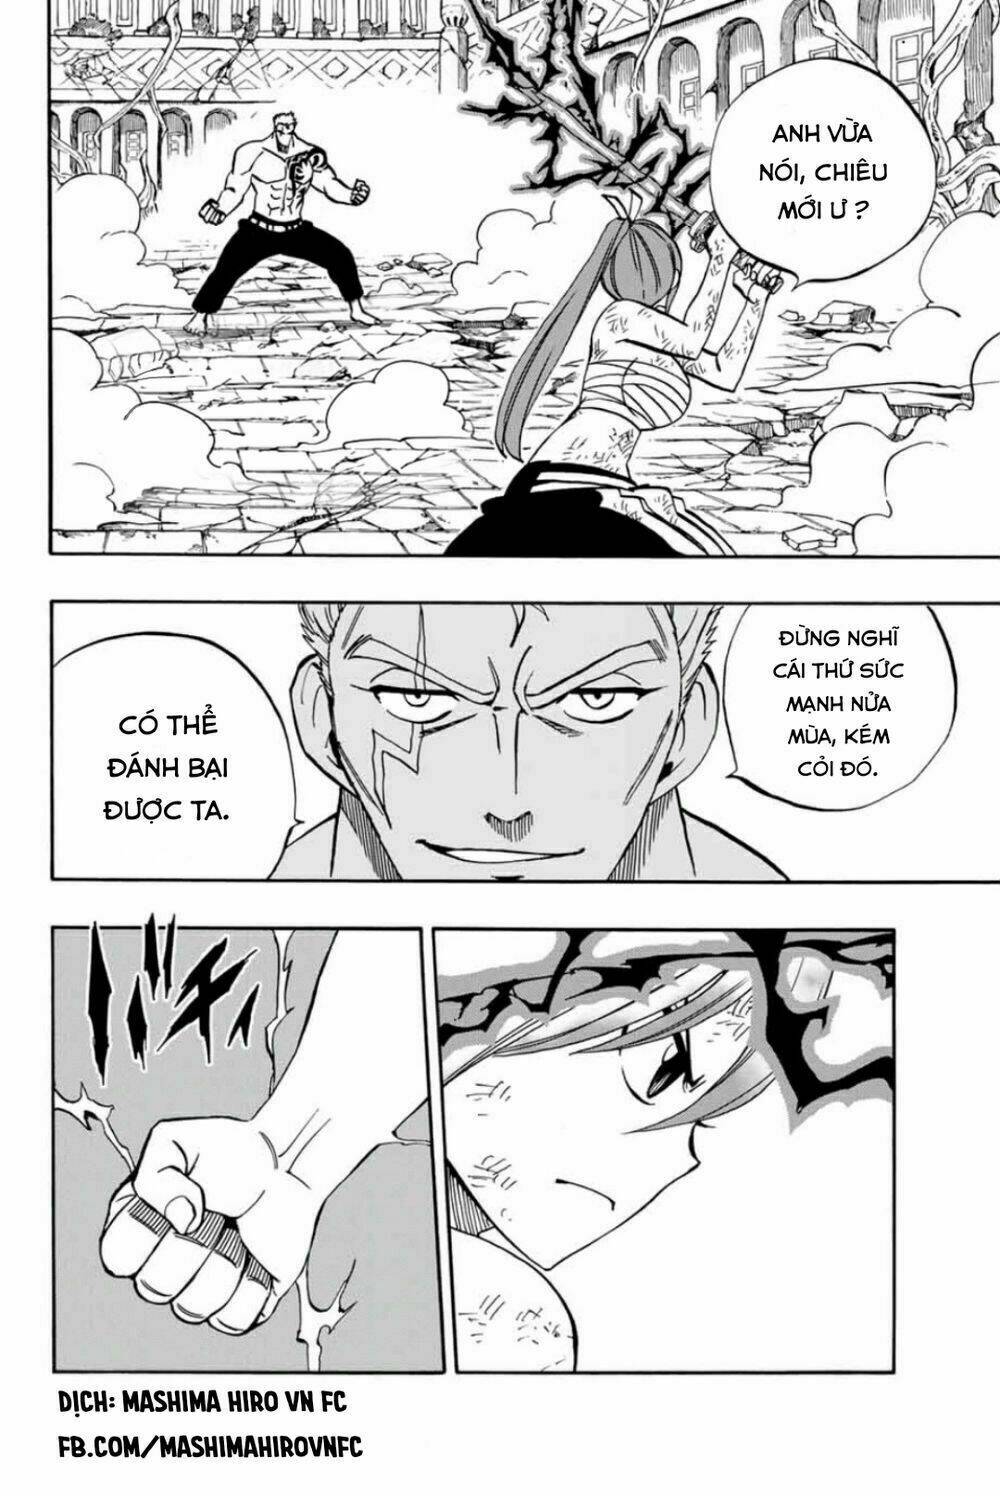 ANH VỪA
NÓI, CHIÊU
MỚI Ư ?
ĐỪNG NGHĨ
CÁI THỨ SỨC
MẠNH NỬA
MÙA, KÉM
CỎI ĐÓ.
CÓ THỂ
ĐÁNH BẠI
ĐƯỢC TA.
バチッ
DỊCH: MASHIMA HIRO VN FC
FB.COM/MASHIMAHIROVNFC